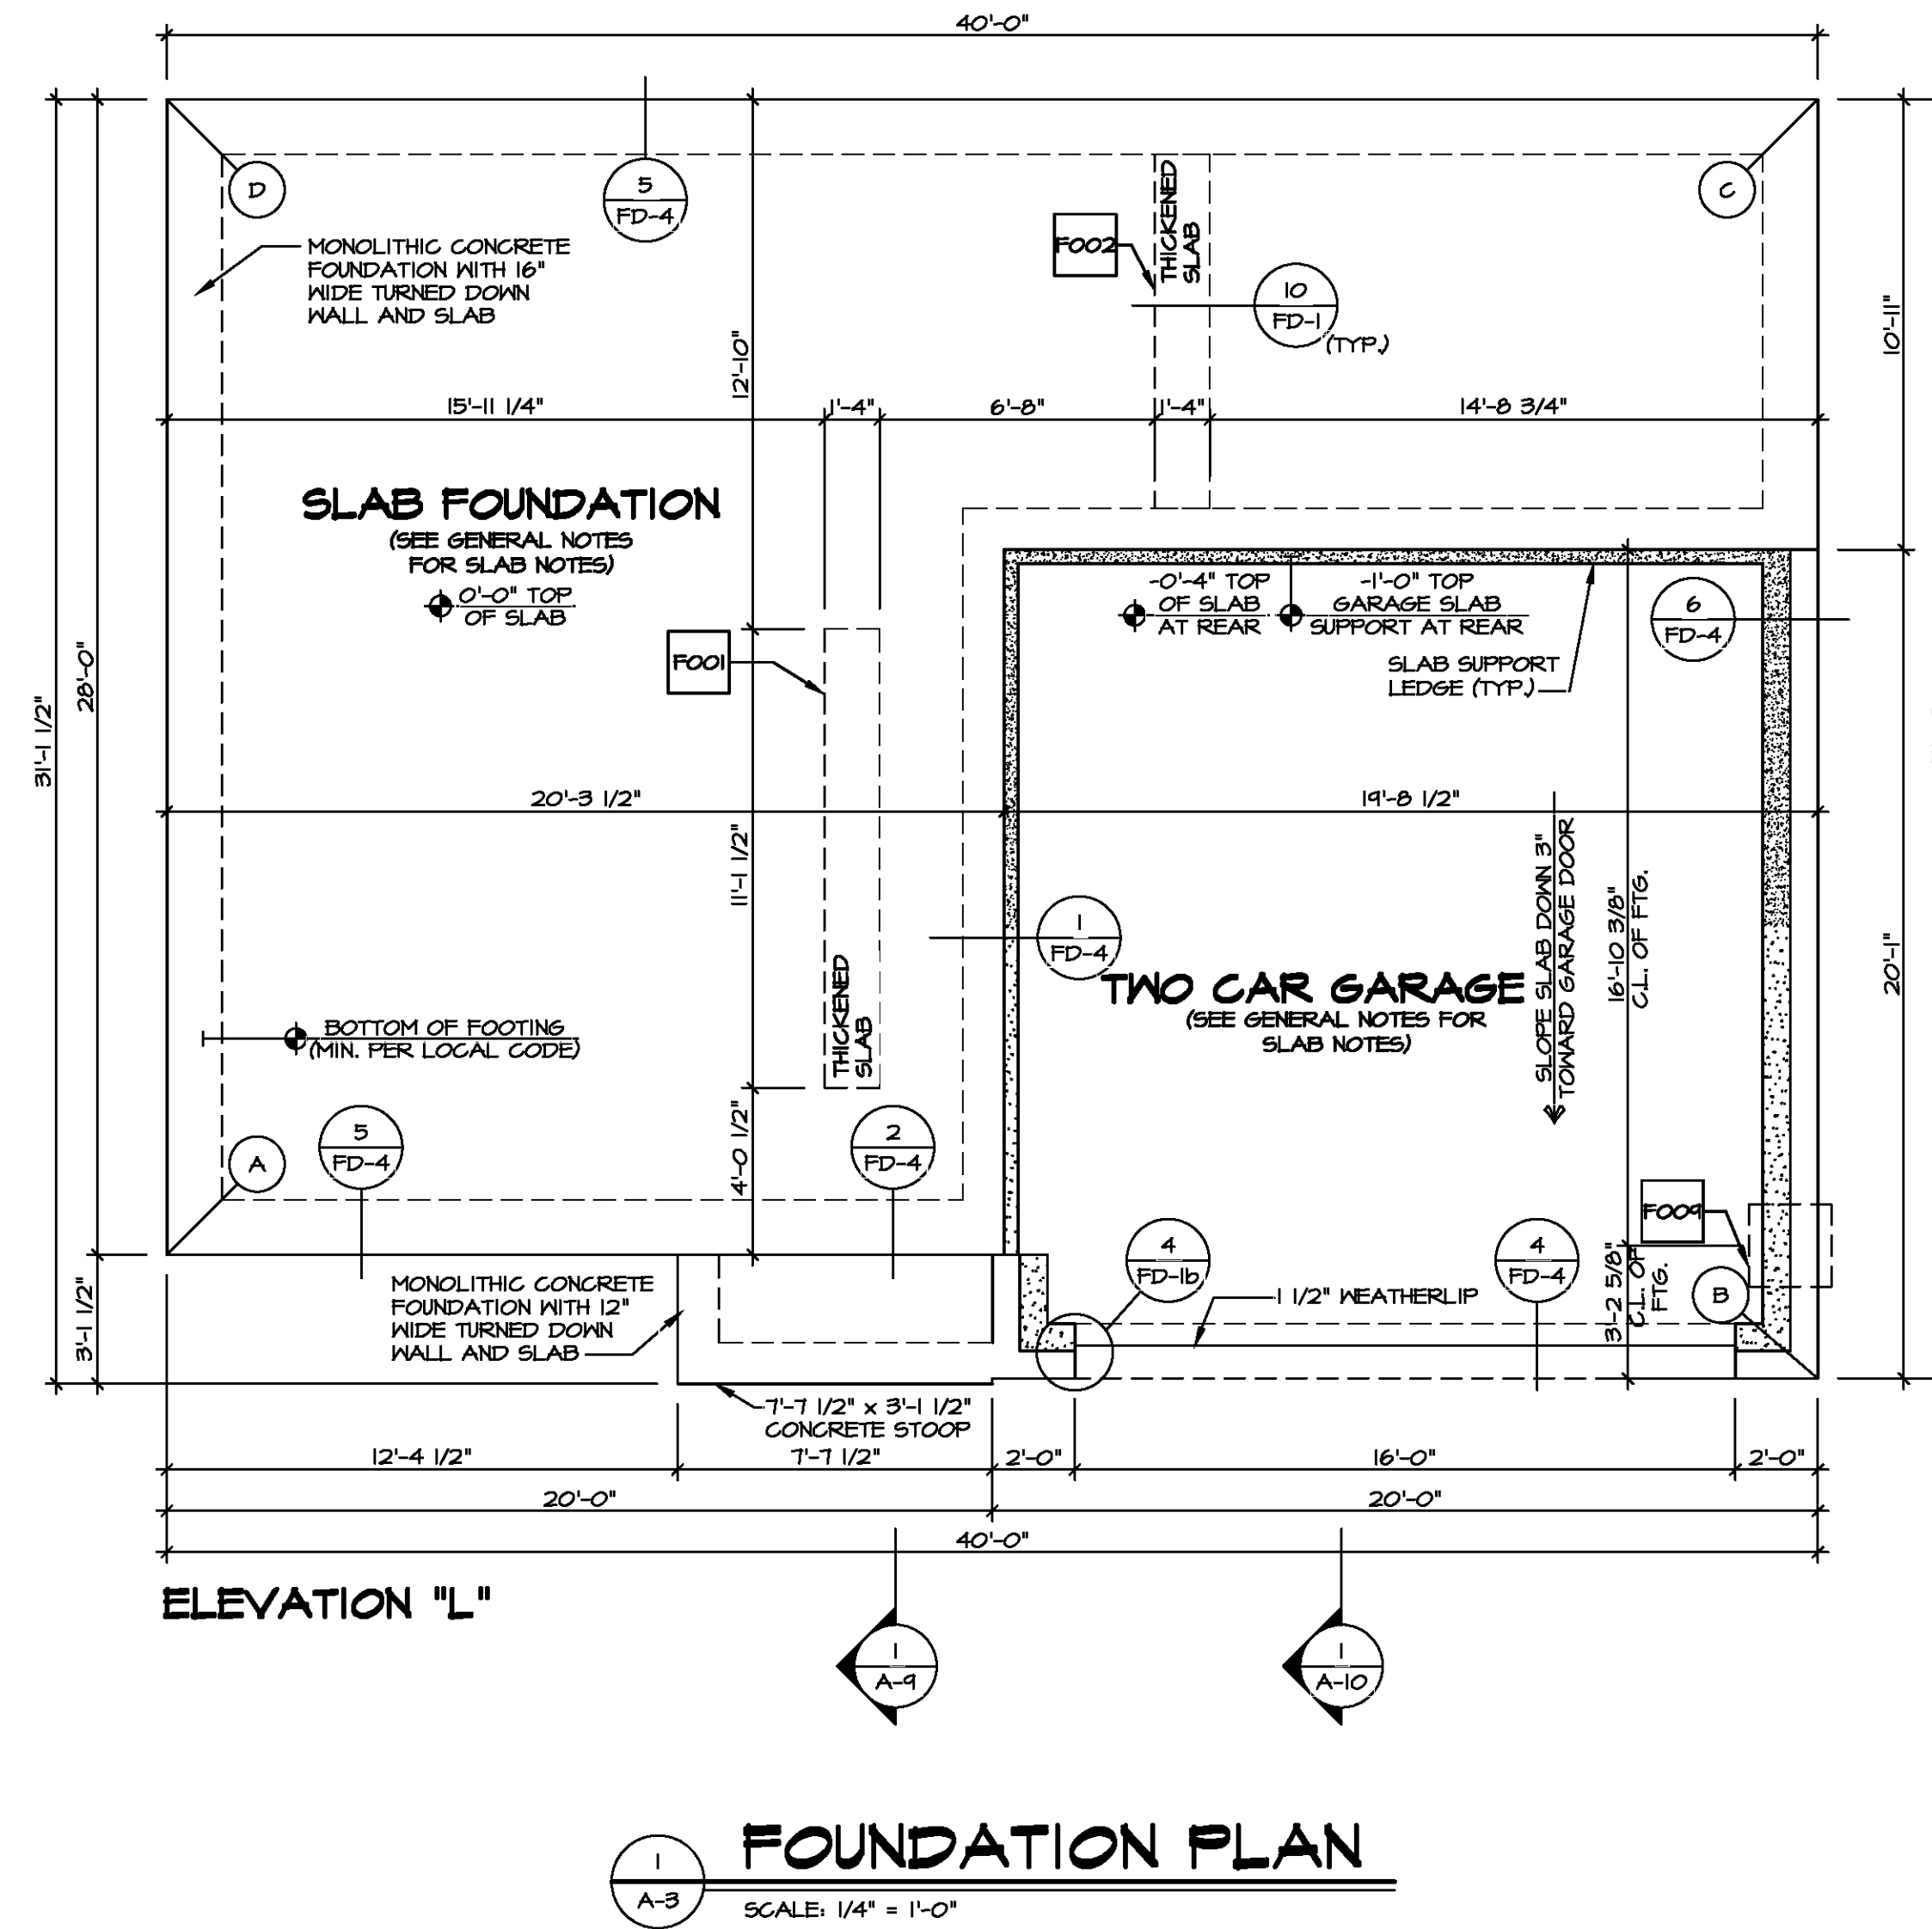 40'-0"
D
5
FD-4
C
MONOLITHIC CONCRETE
FOUNDATION WITH 16"
WIDE TURNED DOWN
WALL AND SLAB
F002
THICKENED
SLAB
10
FD-1
(TYP.)
12'-10"
10'-11"
15'-11 1/4"
1'-4"
6'-8"
1'-4"
14'-8 3/4"
SLAB FOUNDATION
(SEE GENERAL NOTES
FOR SLAB NOTES)
0'-0" TOP
OF SLAB
F001
-0'-4" TOP
OF SLAB
AT REAR
-1'-0" TOP
GARAGE SLAB
SUPPORT AT REAR
6
FD-4
SLAB SUPPORT
LEDGE (TYP.)
31'-1 1/2"
28'-0"
20'-3 1/2"
19'-8 1/2"
11'-1 1/2"
SLOPE SLAB DOWN 3"
TOWARD GARAGE DOOR
16'-10 3/8"
C.L. OF FTG.
20'-1"
1
FD-4
TWO CAR GARAGE
(SEE GENERAL NOTES FOR
SLAB NOTES)
THICKENED
SLAB
BOTTOM OF FOOTING
(MIN. PER LOCAL CODE)
A
5
FD-4
4'-0 1/2"
2
FD-4
F009
4
FD-1b
4
FD-4
3'-2 5/8"
C.L. OF
FTG.
B
MONOLITHIC CONCRETE
FOUNDATION WITH 12"
WIDE TURNED DOWN
WALL AND SLAB
1 1/2" WEATHERLIP
3'-1 1/2"
7'-7 1/2" x 3'-1 1/2"
CONCRETE STOOP
12'-4 1/2"
7'-7 1/2"
2'-0"
16'-0"
2'-0"
20'-0"
20'-0"
40'-0"
ELEVATION "L"
1
A-9
1
A-10
1
A-3
FOUNDATION PLAN
SCALE: 1/4" = 1'-0"